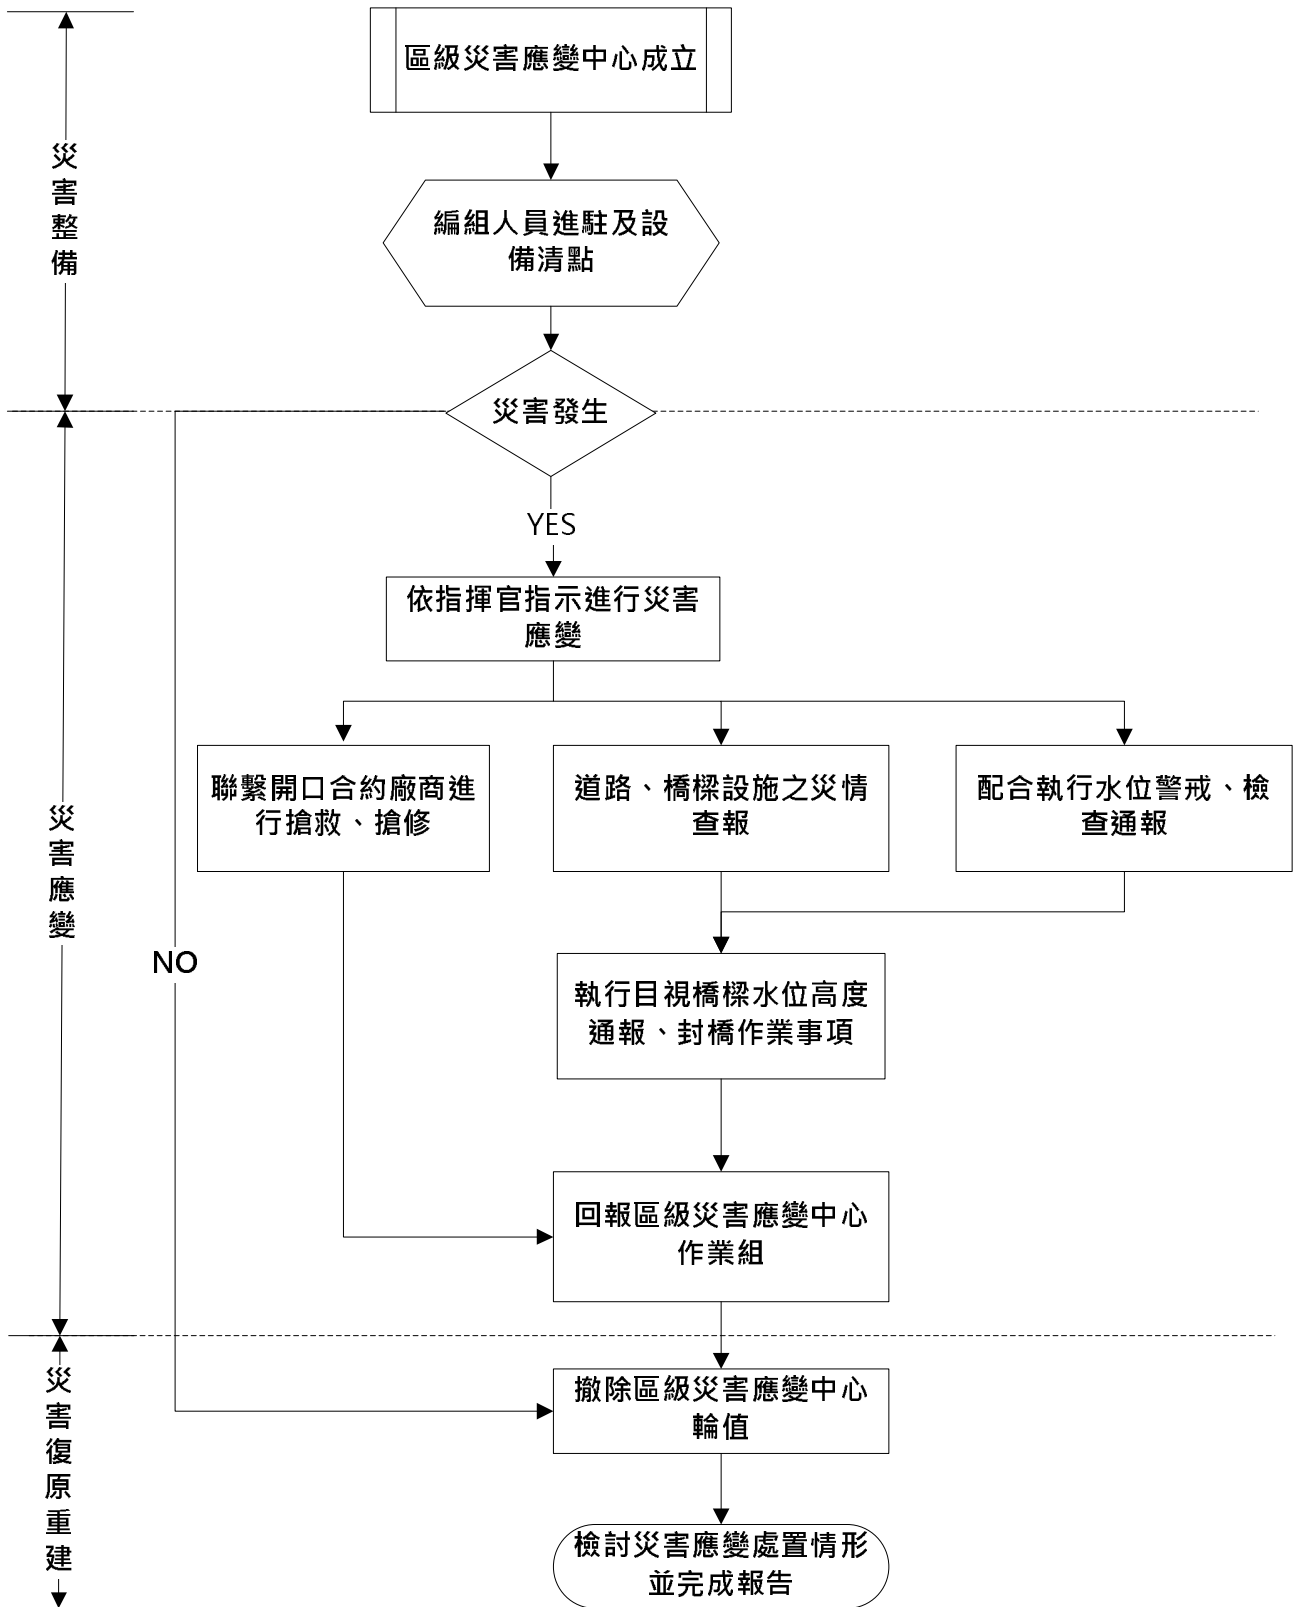 區級災害應變中心成立
災害整備
編組人員進駐及設
備清點
災害發生
YES
依指揮官指示進行災害
應變
聯繫開口合約廠商進
行搶救、搶修
道路、橋樑設施之災情
查報
配合執行水位警戒、檢
查通報
災害應變
NO
執行目視橋樑水位高度
通報、封橋作業事項
回報區級災害應變中心
作業組
撤除區級災害應變中心
輪值
災害復原重建
檢討災害應變處置情形
並完成報告